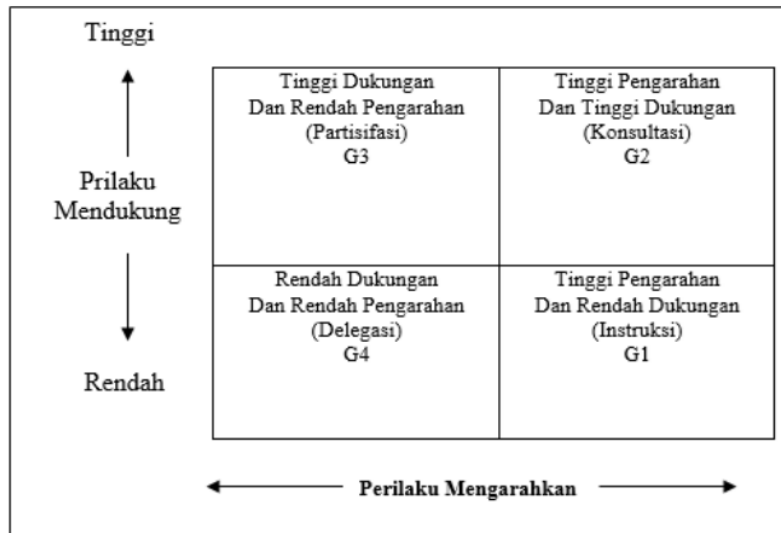 Tinggi
Prilaku
Mendukung
Rendah
Tinggi Dukungan
Dan Rendah Pengarahan
(Partisifasi)
G3
Tinggi Pengarahan
Dan Tinggi Dukungan
(Konsultasi)
G2
Rendah Dukungan
Dan Rendah Pengarahan
(Delegasi)
G4
Tinggi Pengarahan
Dan Rendah Dukungan
(Instruksi)
G1
Perilaku Mengarahkan